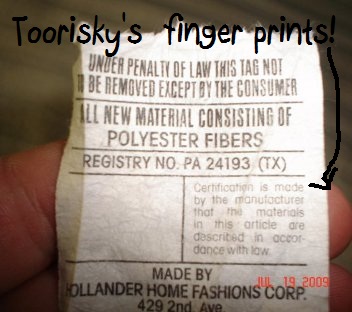 Toorisky's finger prints!
UNDER PENALTY OF LAW THIS TAG NOT
BE REMOVED EXCEPT BY THE CONSUMER
ALL NEW MATERIAL CONSISTING OF
POLYESTER FIBERS
REGISTRY NO. PA 24193 (TX)
Certification is made
by the manufacturer
that the materials
in this article are
described in accor-
dance with law.
MADE BY
HOLLANDER HOME FASHIONS CORP.
JUL 19 2009
429 2nd Ave